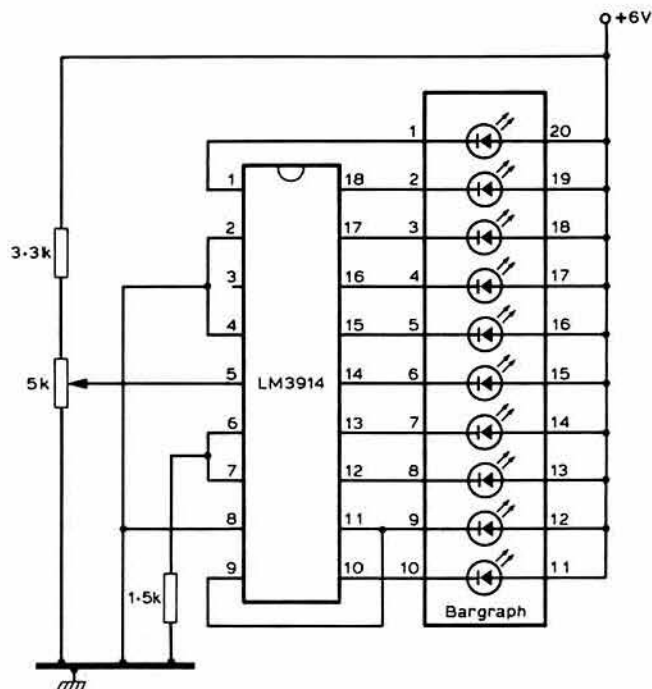 +6V
1 20
1 18 2 19
2 17 3 18
3·3k 3 16 4 17
4 15 5 16
5k 5 LM3914 14 6 15
6 13 7 14
7 12 8 13
8 11 9 12
1·5k 9 10 10 11
Bargraph